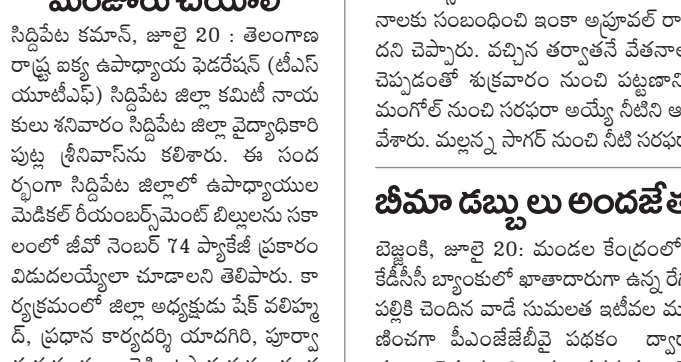 మంజూరు చేయాలి
సిద్దిపేట కమాన్, జూలై 20 : తెలంగాణ
రాష్ట్ర ఐక్య ఉపాధ్యాయ ఫెడరేషన్ (టీఎస్
యూటీఎఫ్) సిద్దిపేట జిల్లా కమిటీ నాయ
కులు శనివారం సిద్దిపేట జిల్లా వైద్యాధికారి
పుట్ల శ్రీనివాస్‌ను కలిశారు. ఈ సంద
ర్భంగా సిద్దిపేట జిల్లాలో ఉపాధ్యాయుల
మెడికల్ రీయంబర్స్‌మెంట్ బిల్లులను సకా
లంలో జీవో నెంబర్ 74 ప్యాకేజీ ప్రకారం
విడుదలయ్యేలా చూడాలని తెలిపారు. కా
ర్యక్రమంలో జిల్లా అధ్యక్షుడు షేక్ వలిహ్మ
ద్, ప్రధాన కార్యదర్శి యాదగిరి, పూర్వా
నాలకు సంబంధించి ఇంకా అప్రూవల్ రా
దని చెప్పారు. వచ్చిన తర్వాతనే వేతనాల
చెప్పడంతో శుక్రవారం నుంచి పట్టణాని
మంగోల్ నుంచి సరఫరా అయ్యే నీటిని ఆ
వేశారు. మల్లన్న సాగర్ నుంచి నీటి సరఫర
బీమా డబ్బులు అందజేత
బెజ్జంకి, జూలై 20: మండల కేంద్రంలో
కేడీసీసీ బ్యాంకులో ఖాతాదారుగా ఉన్న రేగ
పల్లికి చెందిన వాడే సుమలత ఇటీవల మ
ణించగా పీఎంజేజేబీవై పథకం ద్వార